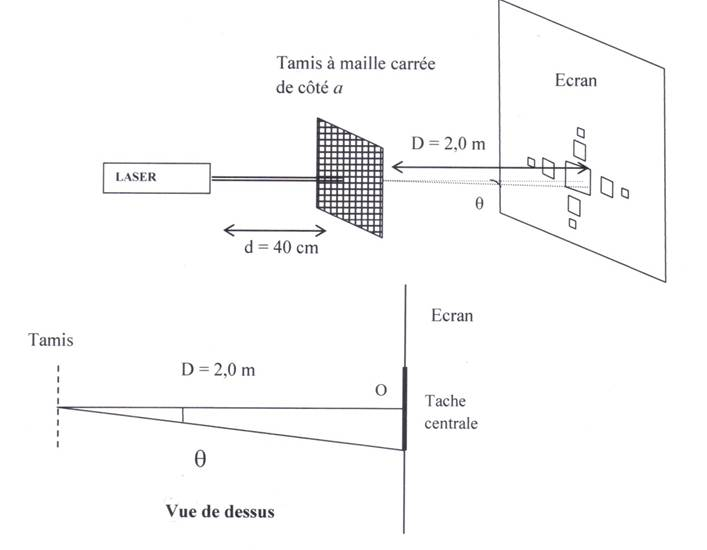 Tamis à maille carrée
de côté a
Ecran
D = 2,0 m
LASER
θ
d = 40 cm
Ecran
Tamis
D = 2,0 m
O
Tache
centrale
θ
Vue de dessus